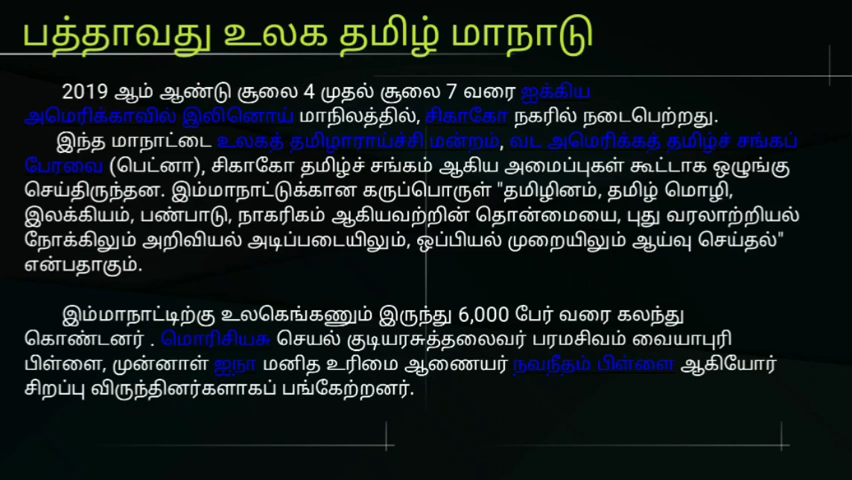 பத்தாவது உலக தமிழ் மாநாடு
2019 ஆம் ஆண்டு சூலை 4 முதல் சூலை 7 வரை ஐக்கிய
அமெரிக்காவில் இலினொய் மாநிலத்தில், சிகாகோ நகரில் நடைபெற்றது.
இந்த மாநாட்டை உலகத் தமிழாராய்ச்சி மன்றம், வட அமெரிக்கத் தமிழ்ச் சங்கப்
பேரவை (பெட்னா), சிகாகோ தமிழ்ச் சங்கம் ஆகிய அமைப்புகள் கூட்டாக ஒழுங்கு
செய்திருந்தன. இம்மாநாட்டுக்கான கருப்பொருள் "தமிழினம், தமிழ் மொழி,
இலக்கியம், பண்பாடு, நாகரிகம் ஆகியவற்றின் தொன்மையை, புது வரலாற்றியல்
நோக்கிலும் அறிவியல் அடிப்படையிலும், ஒப்பியல் முறையிலும் ஆய்வு செய்தல்"
என்பதாகும்.
இம்மாநாட்டிற்கு உலகெங்கணும் இருந்து 6,000 பேர் வரை கலந்து
கொண்டனர் . மொரிசியசு செயல் குடியரசுத்தலைவர் பரமசிவம் வையாபுரி
பிள்ளை, முன்னாள் ஐநா மனித உரிமை ஆணையர் நவநீதம் பிள்ளை ஆகியோர்
சிறப்பு விருந்தினர்களாகப் பங்கேற்றனர்.